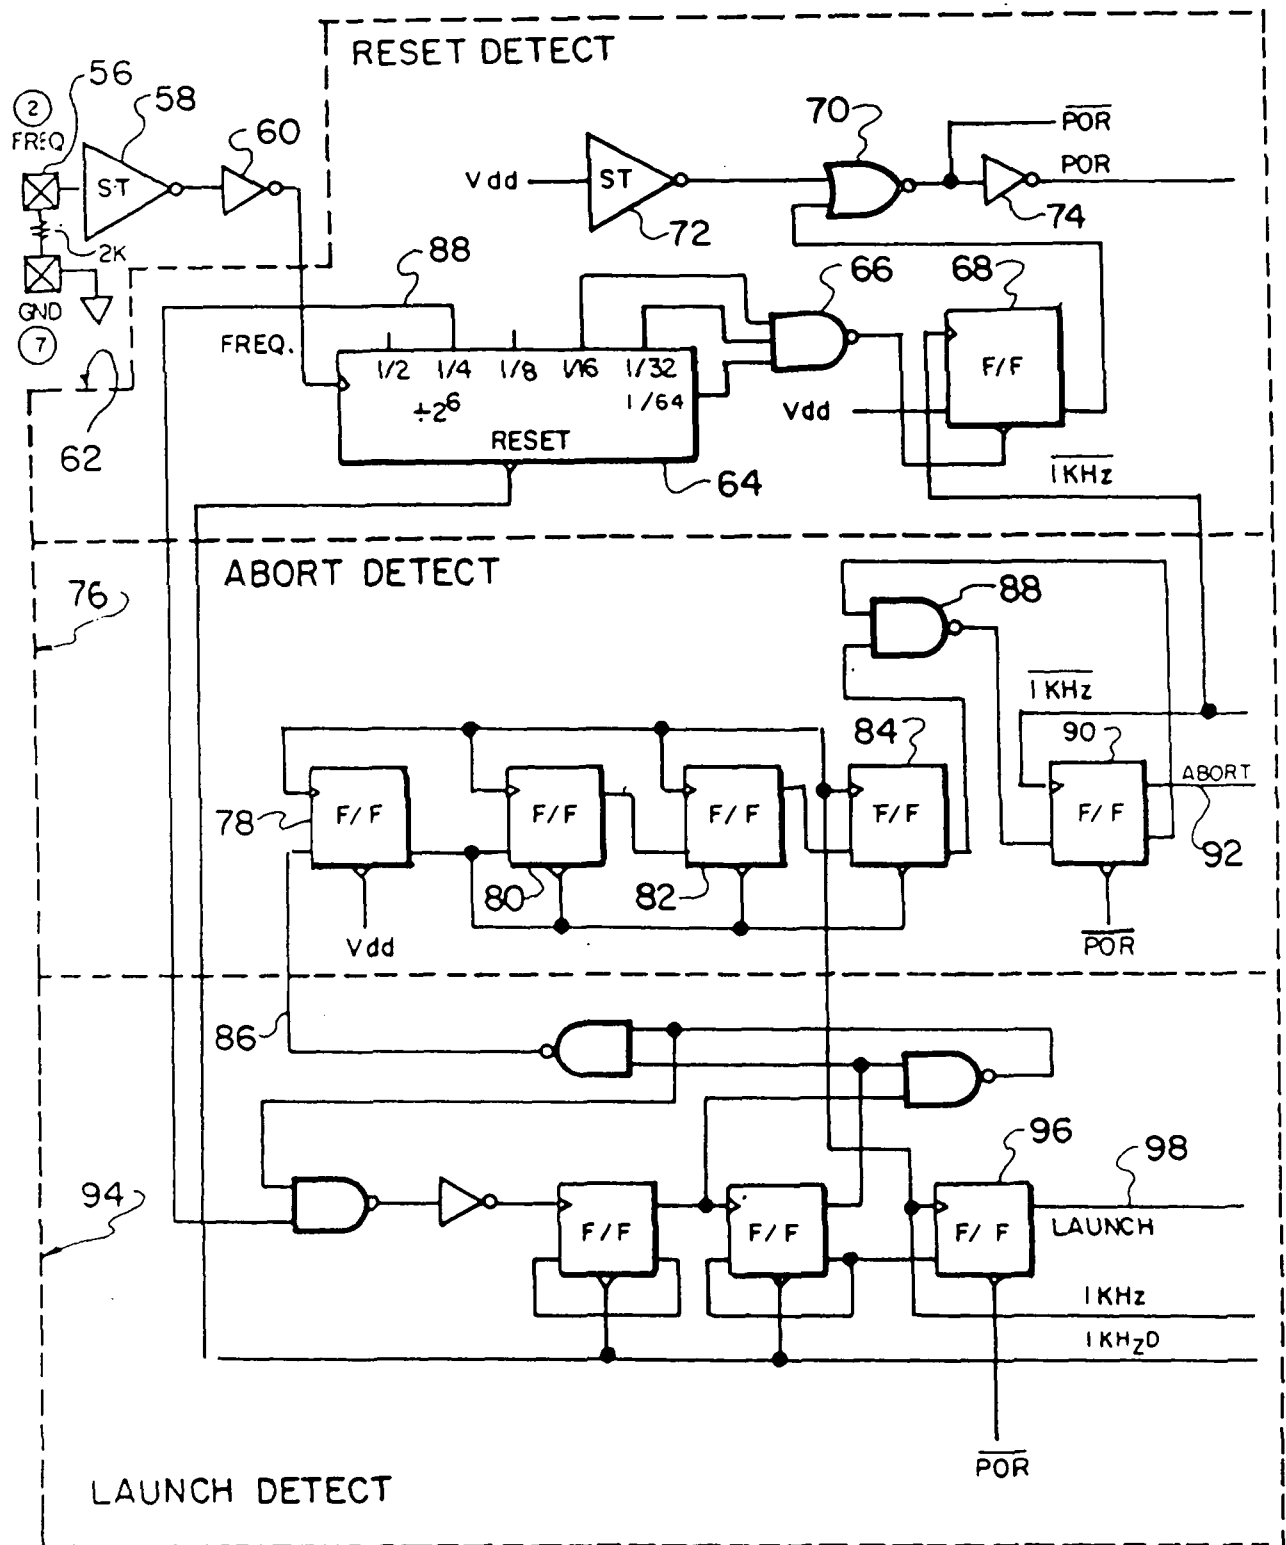 RESET DETECT
56
58
2
FREQ
60
ST
2K
GND
7
62
70
POR
POR
Vdd
ST
72
74
88
66
68
FREQ.
1/2 1/4 1/8 1/16 1/32
1/64
÷2⁶
RESET
64
F/F
Vdd
1KHz
ABORT DETECT
76
88
1KHz
84
90
ABORT
78
F/F
F/F
F/F
F/F
F/F
80
82
92
Vdd
POR
86
96
98
94
F/F
F/F
F/F
LAUNCH
1KHz
1KHzD
POR
LAUNCH DETECT